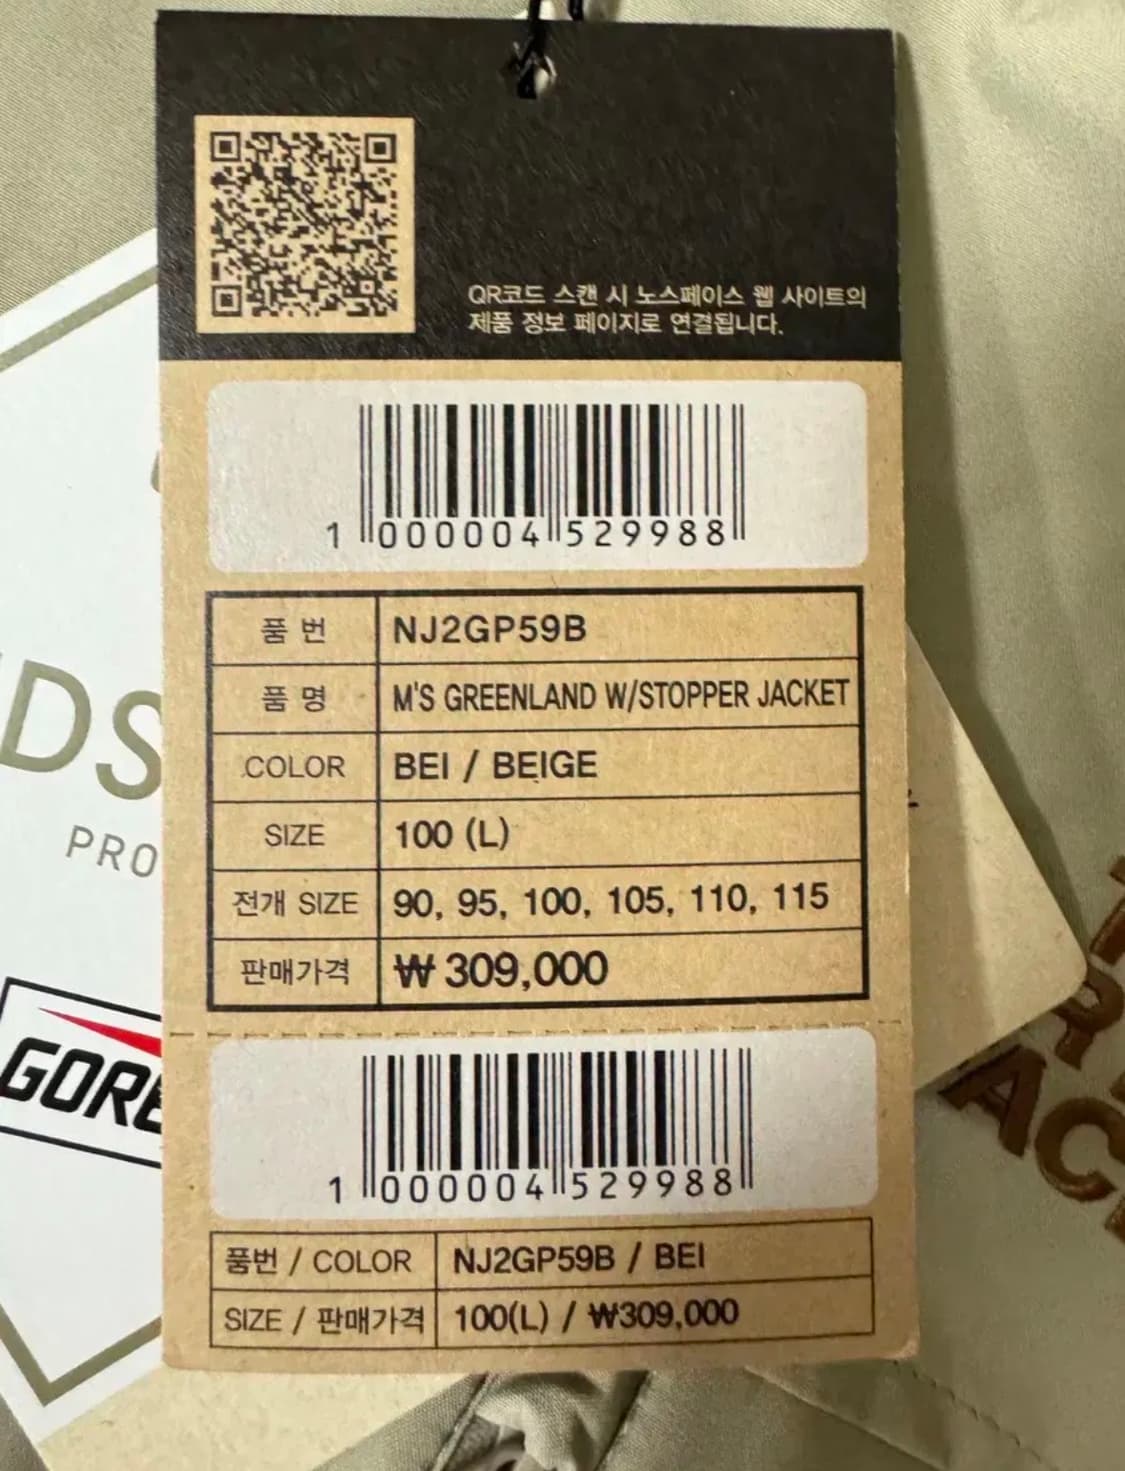 QR코드 스캔 시 노스페이스 웹 사이트의
제품 정보 페이지로 연결됩니다.
1 000004 529988
품 번 NJ2GP59B
품 명 M'S GREENLAND W/STOPPER JACKET
COLOR BEI / BEIGE
SIZE 100 (L)
전개 SIZE 90, 95, 100, 105, 110, 115
판매가격 ₩ 309,000
1 000004 529988
품번 / COLOR NJ2GP59B / BEI
SIZE / 판매가격 100(L) / ₩309,000
DS
PRO
GORE
AC